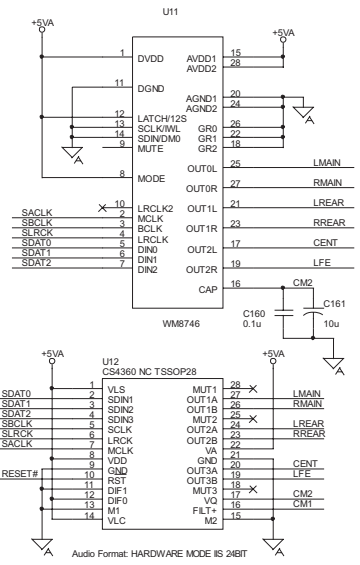 U11
+5VA
+5VA
1 DVDD AVDD1 15
AVDD2 28
11 DGND
AGND1 20
AGND2 24
12 LATCH/12S
13 SCLK/IWL GR0 26
14 SDIN/DM0 GR1 22
9 MUTE GR2 18
8 MODE OUT0L 25 LMAIN
OUT0R 27 RMAIN
10 LRCLK2 OUT1L 21 LREAR
SACLK 2 MCLK
SBCLK 3 BCLK OUT1R 23 RREAR
SLRCK 4 LRCLK
SDAT0 5 DIN0 OUT2L 17 CENT
SDAT1 6 DIN1
SDAT2 7 DIN2 OUT2R 19 LFE
CAP 16 CM2
C160 C161
0.1u 10u
WM8746
A
A
A
+5VA U12 +5VA
CS4360 NC TSSOP28
1 VLS MUT1 28
SDAT0 2 SDIN1 OUT1A 27 LMAIN
SDAT1 3 SDIN2 OUT1B 26 RMAIN
SDAT2 4 SDIN3 MUT2 25
SBCLK 5 SCLK OUT2A 24 LREAR
SLRCK 6 LRCK OUT2B 23 RREAR
SACLK 7 MCLK VA 22
8 VDD GND 21
9 GND OUT3A 20 CENT
RESET# 10 RST OUT3B 19 LFE
11 DIF1 MUT3 18
12 DIF0 VQ 17 CM2
13 M1 FILT+ 16 CM1
14 VLC M2 15
A A
Audio Format: HARDWARE MODE IIS 24BIT